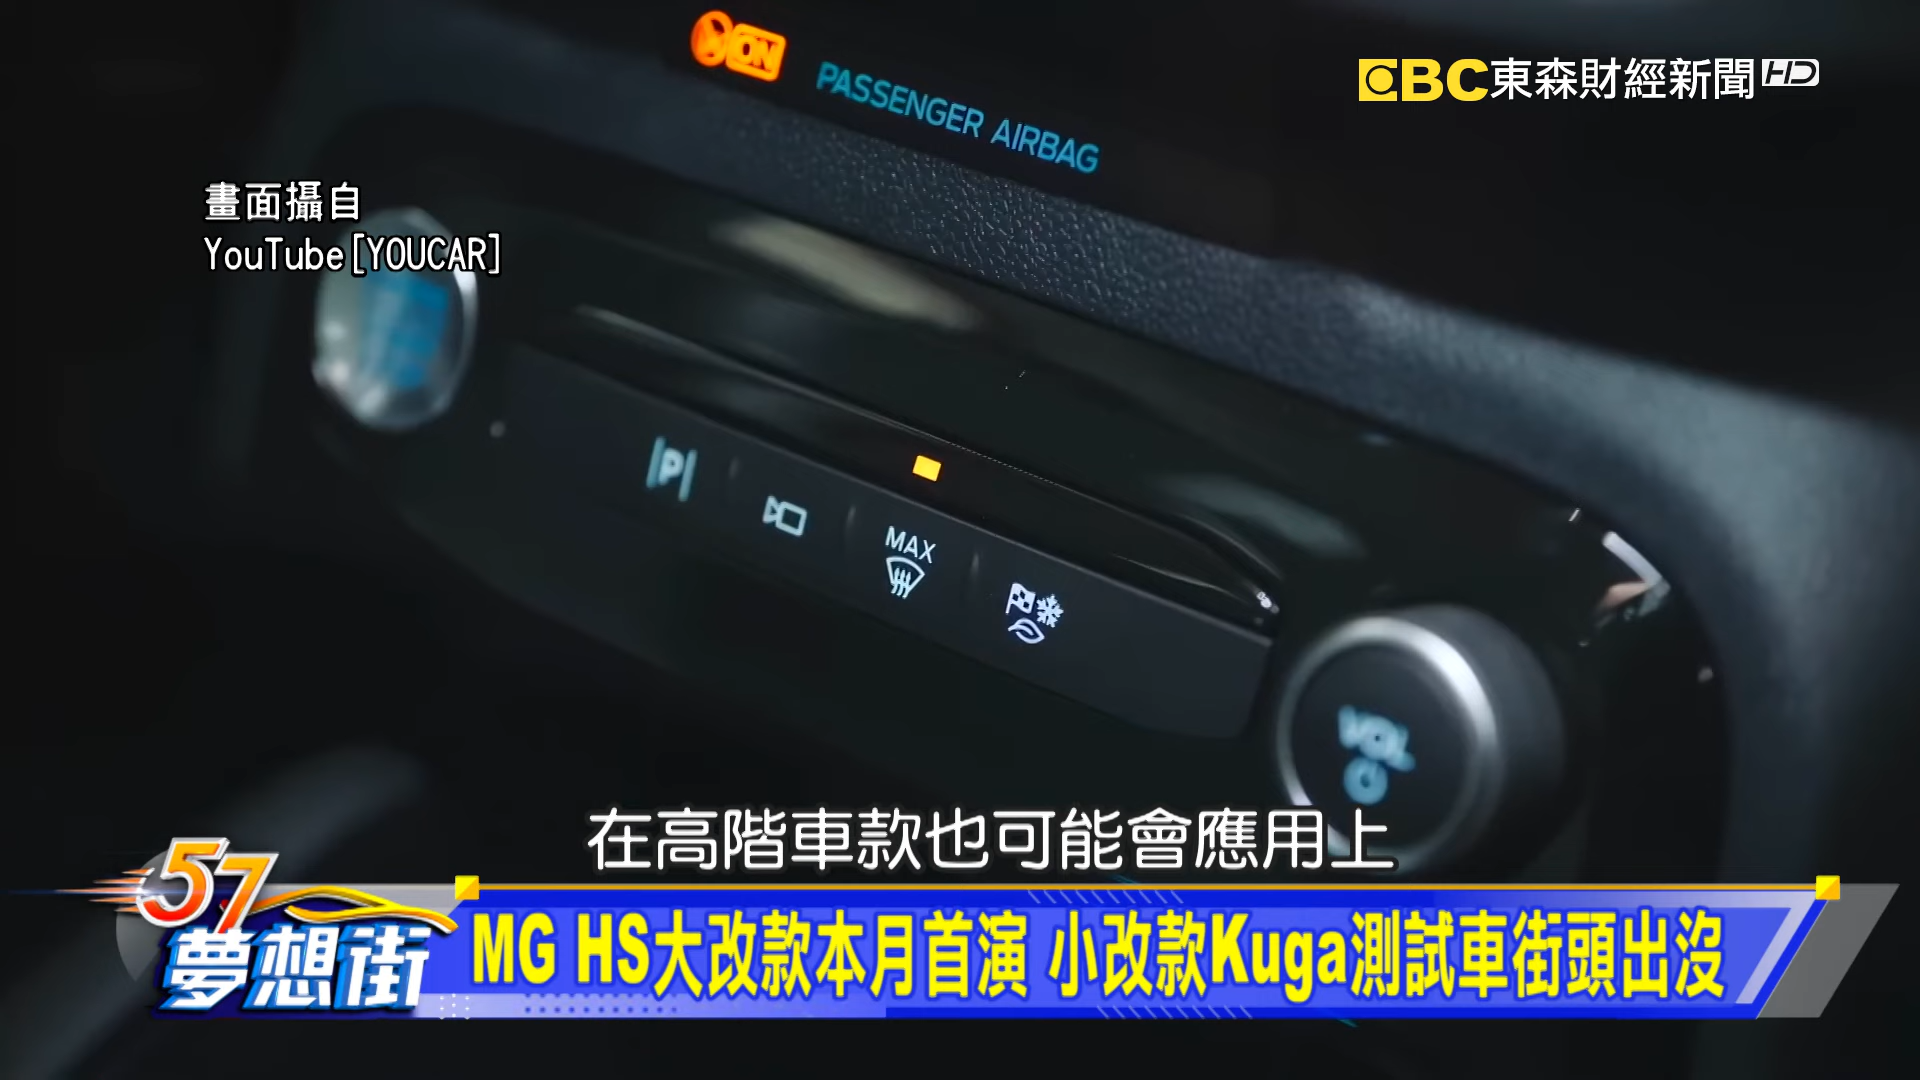 ON PASSENGER AIRBAG
EBC東森財經新聞HD
畫面攝自
YouTube[YOUCAR]
P
MAX
VOL
在高階車款也可能會應用上
57夢想街
MG HS大改款本月首演 小改款Kuga測試車街頭出沒